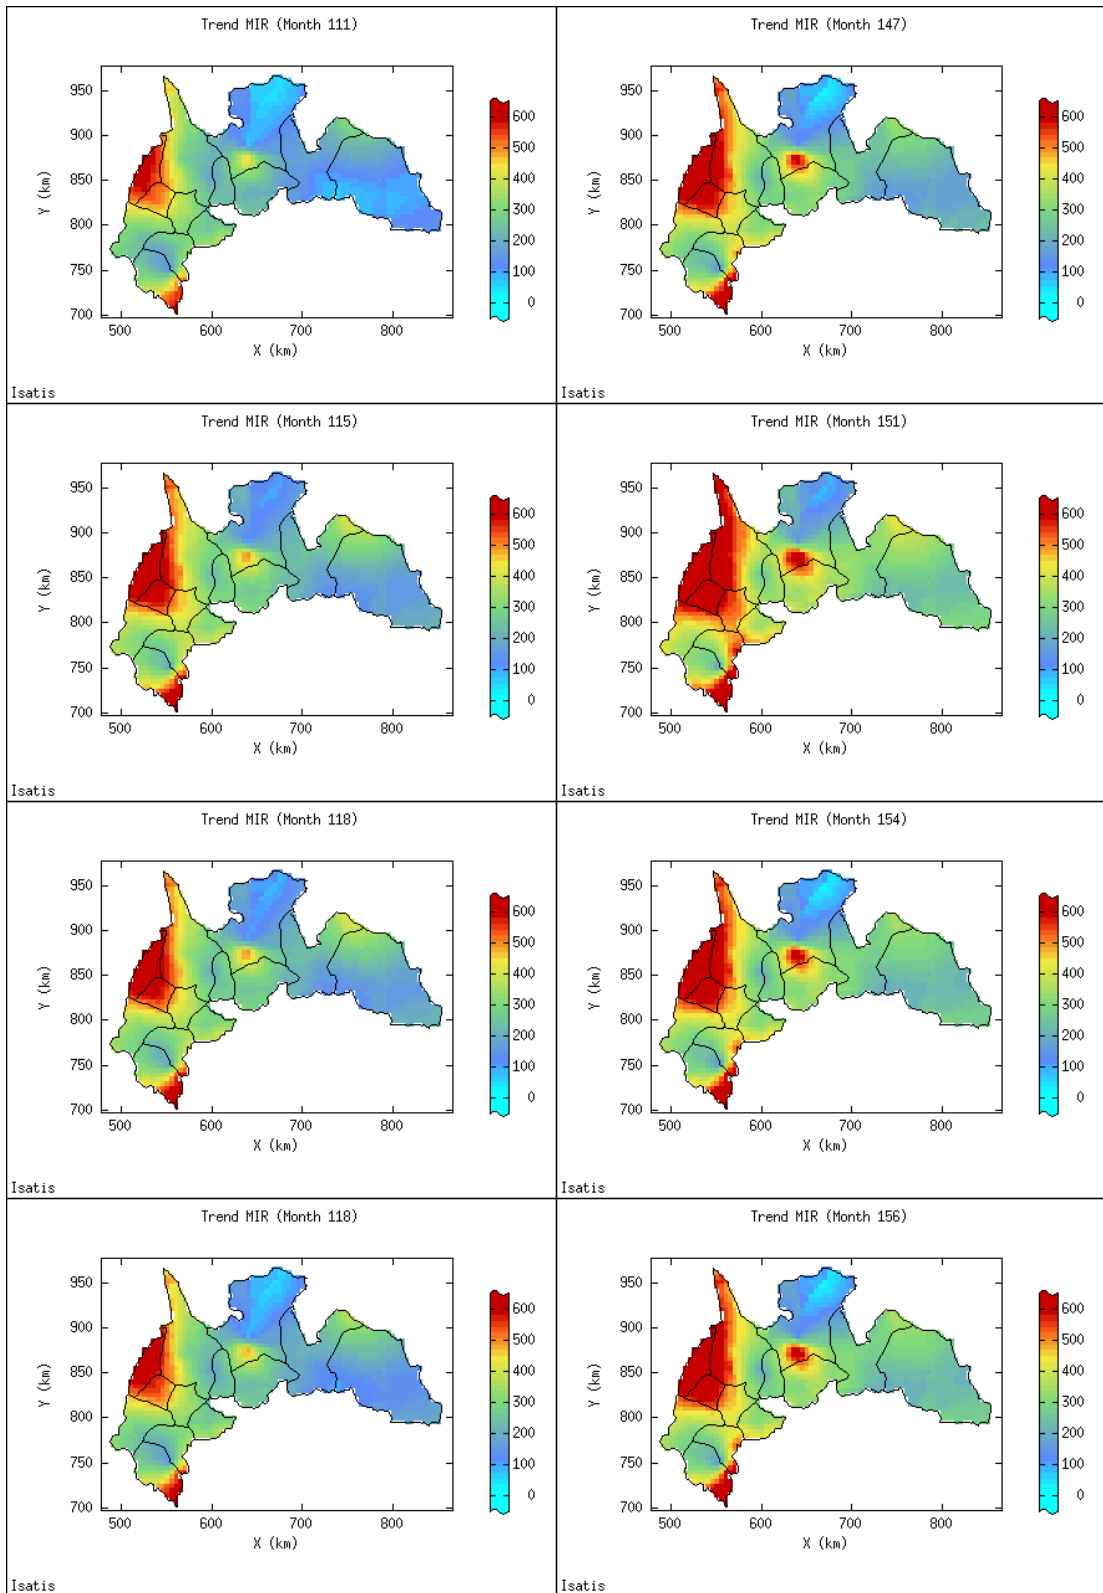 Trend MIR (Month 111)
950
900
850
800
750
700
Y (km)
500 600 700 800
X (km)
600
500
400
300
200
100
0
Isatis
Trend MIR (Month 147)
950
900
850
800
750
700
Y (km)
500 600 700 800
X (km)
600
500
400
300
200
100
0
Isatis
Trend MIR (Month 115)
950
900
850
800
750
700
Y (km)
500 600 700 800
X (km)
600
500
400
300
200
100
0
Isatis
Trend MIR (Month 151)
950
900
850
800
750
700
Y (km)
500 600 700 800
X (km)
600
500
400
300
200
100
0
Isatis
Trend MIR (Month 118)
950
900
850
800
750
700
Y (km)
500 600 700 800
X (km)
600
500
400
300
200
100
0
Isatis
Trend MIR (Month 154)
950
900
850
800
750
700
Y (km)
500 600 700 800
X (km)
600
500
400
300
200
100
0
Isatis
Trend MIR (Month 118)
950
900
850
800
750
700
Y (km)
500 600 700 800
X (km)
600
500
400
300
200
100
0
Isatis
Trend MIR (Month 156)
950
900
850
800
750
700
Y (km)
500 600 700 800
X (km)
600
500
400
300
200
100
0
Isatis